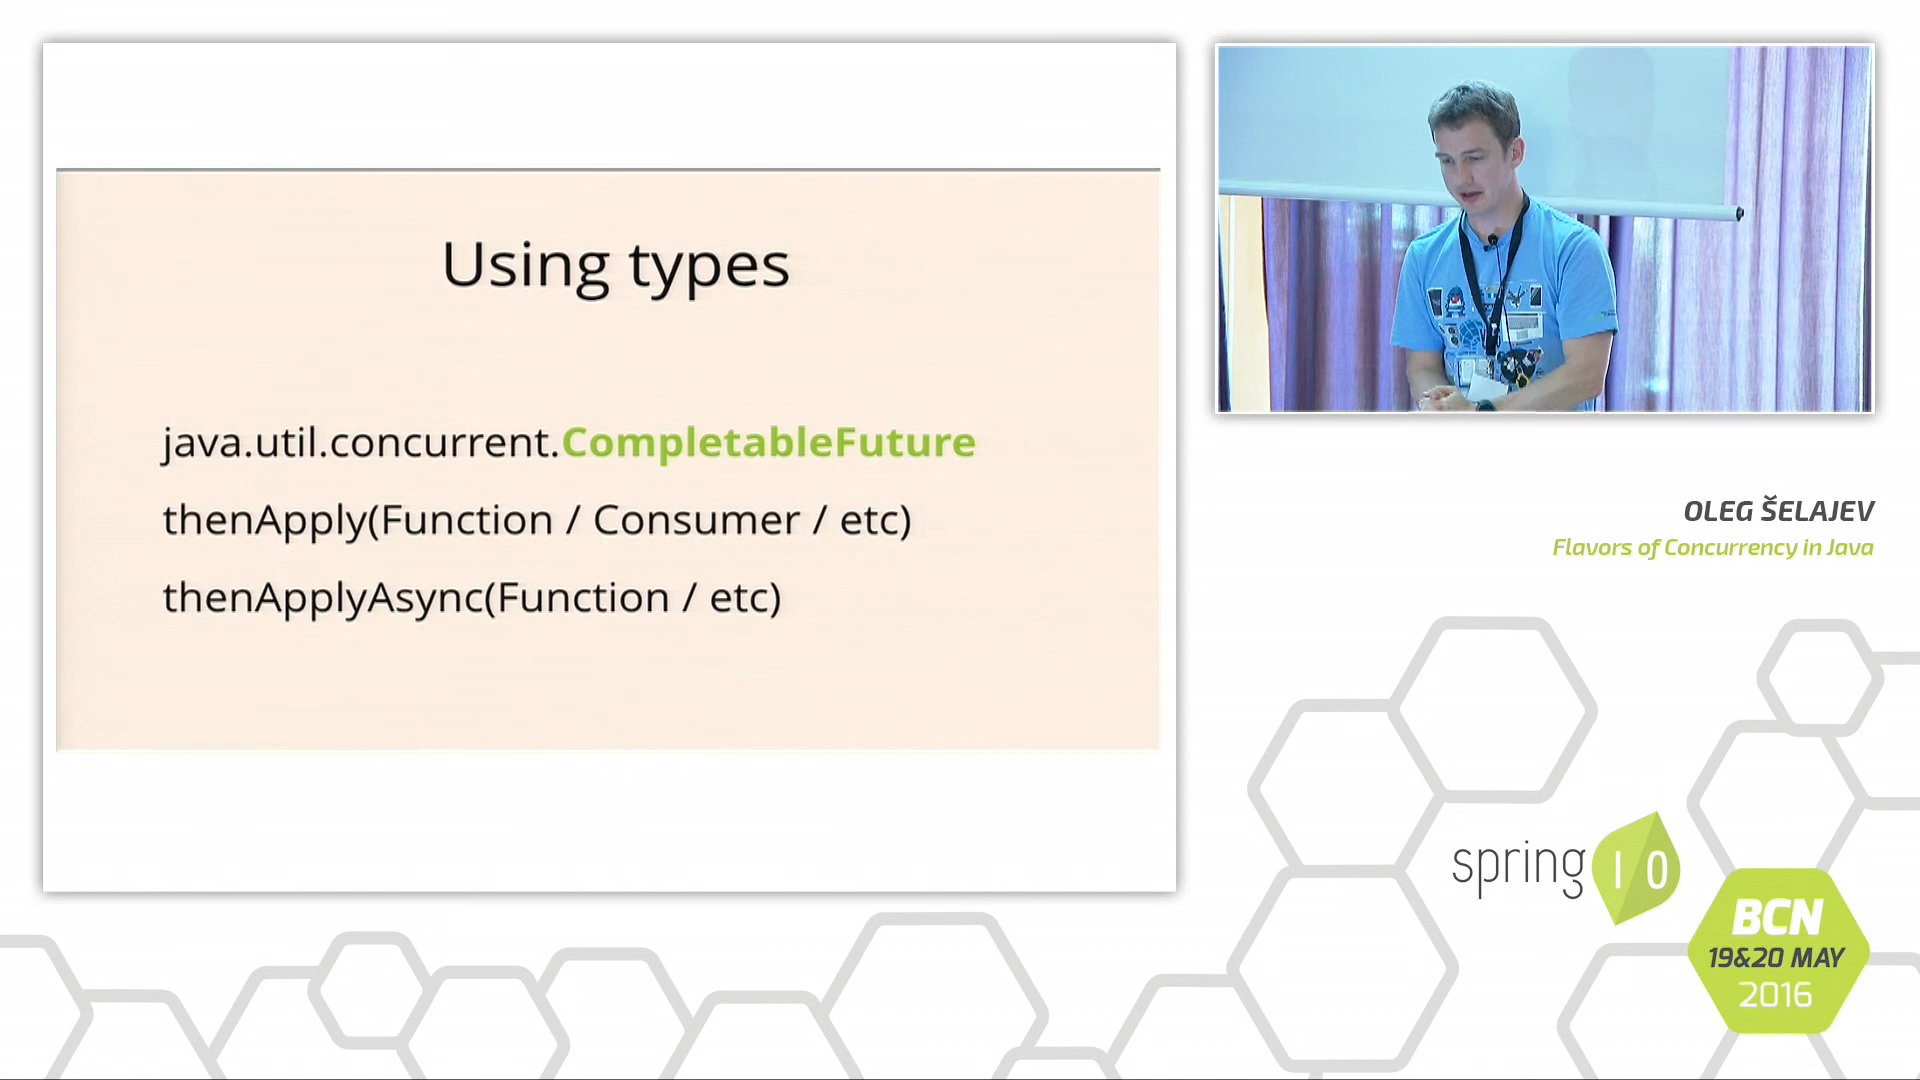 Using types
java.util.concurrent.CompletableFuture
thenApply(Function / Consumer / etc)
thenApplyAsync(Function / etc)
OLEG ŠELAJEV
Flavors of Concurrency in Java
spring IO
BCN
19&20 MAY
2016